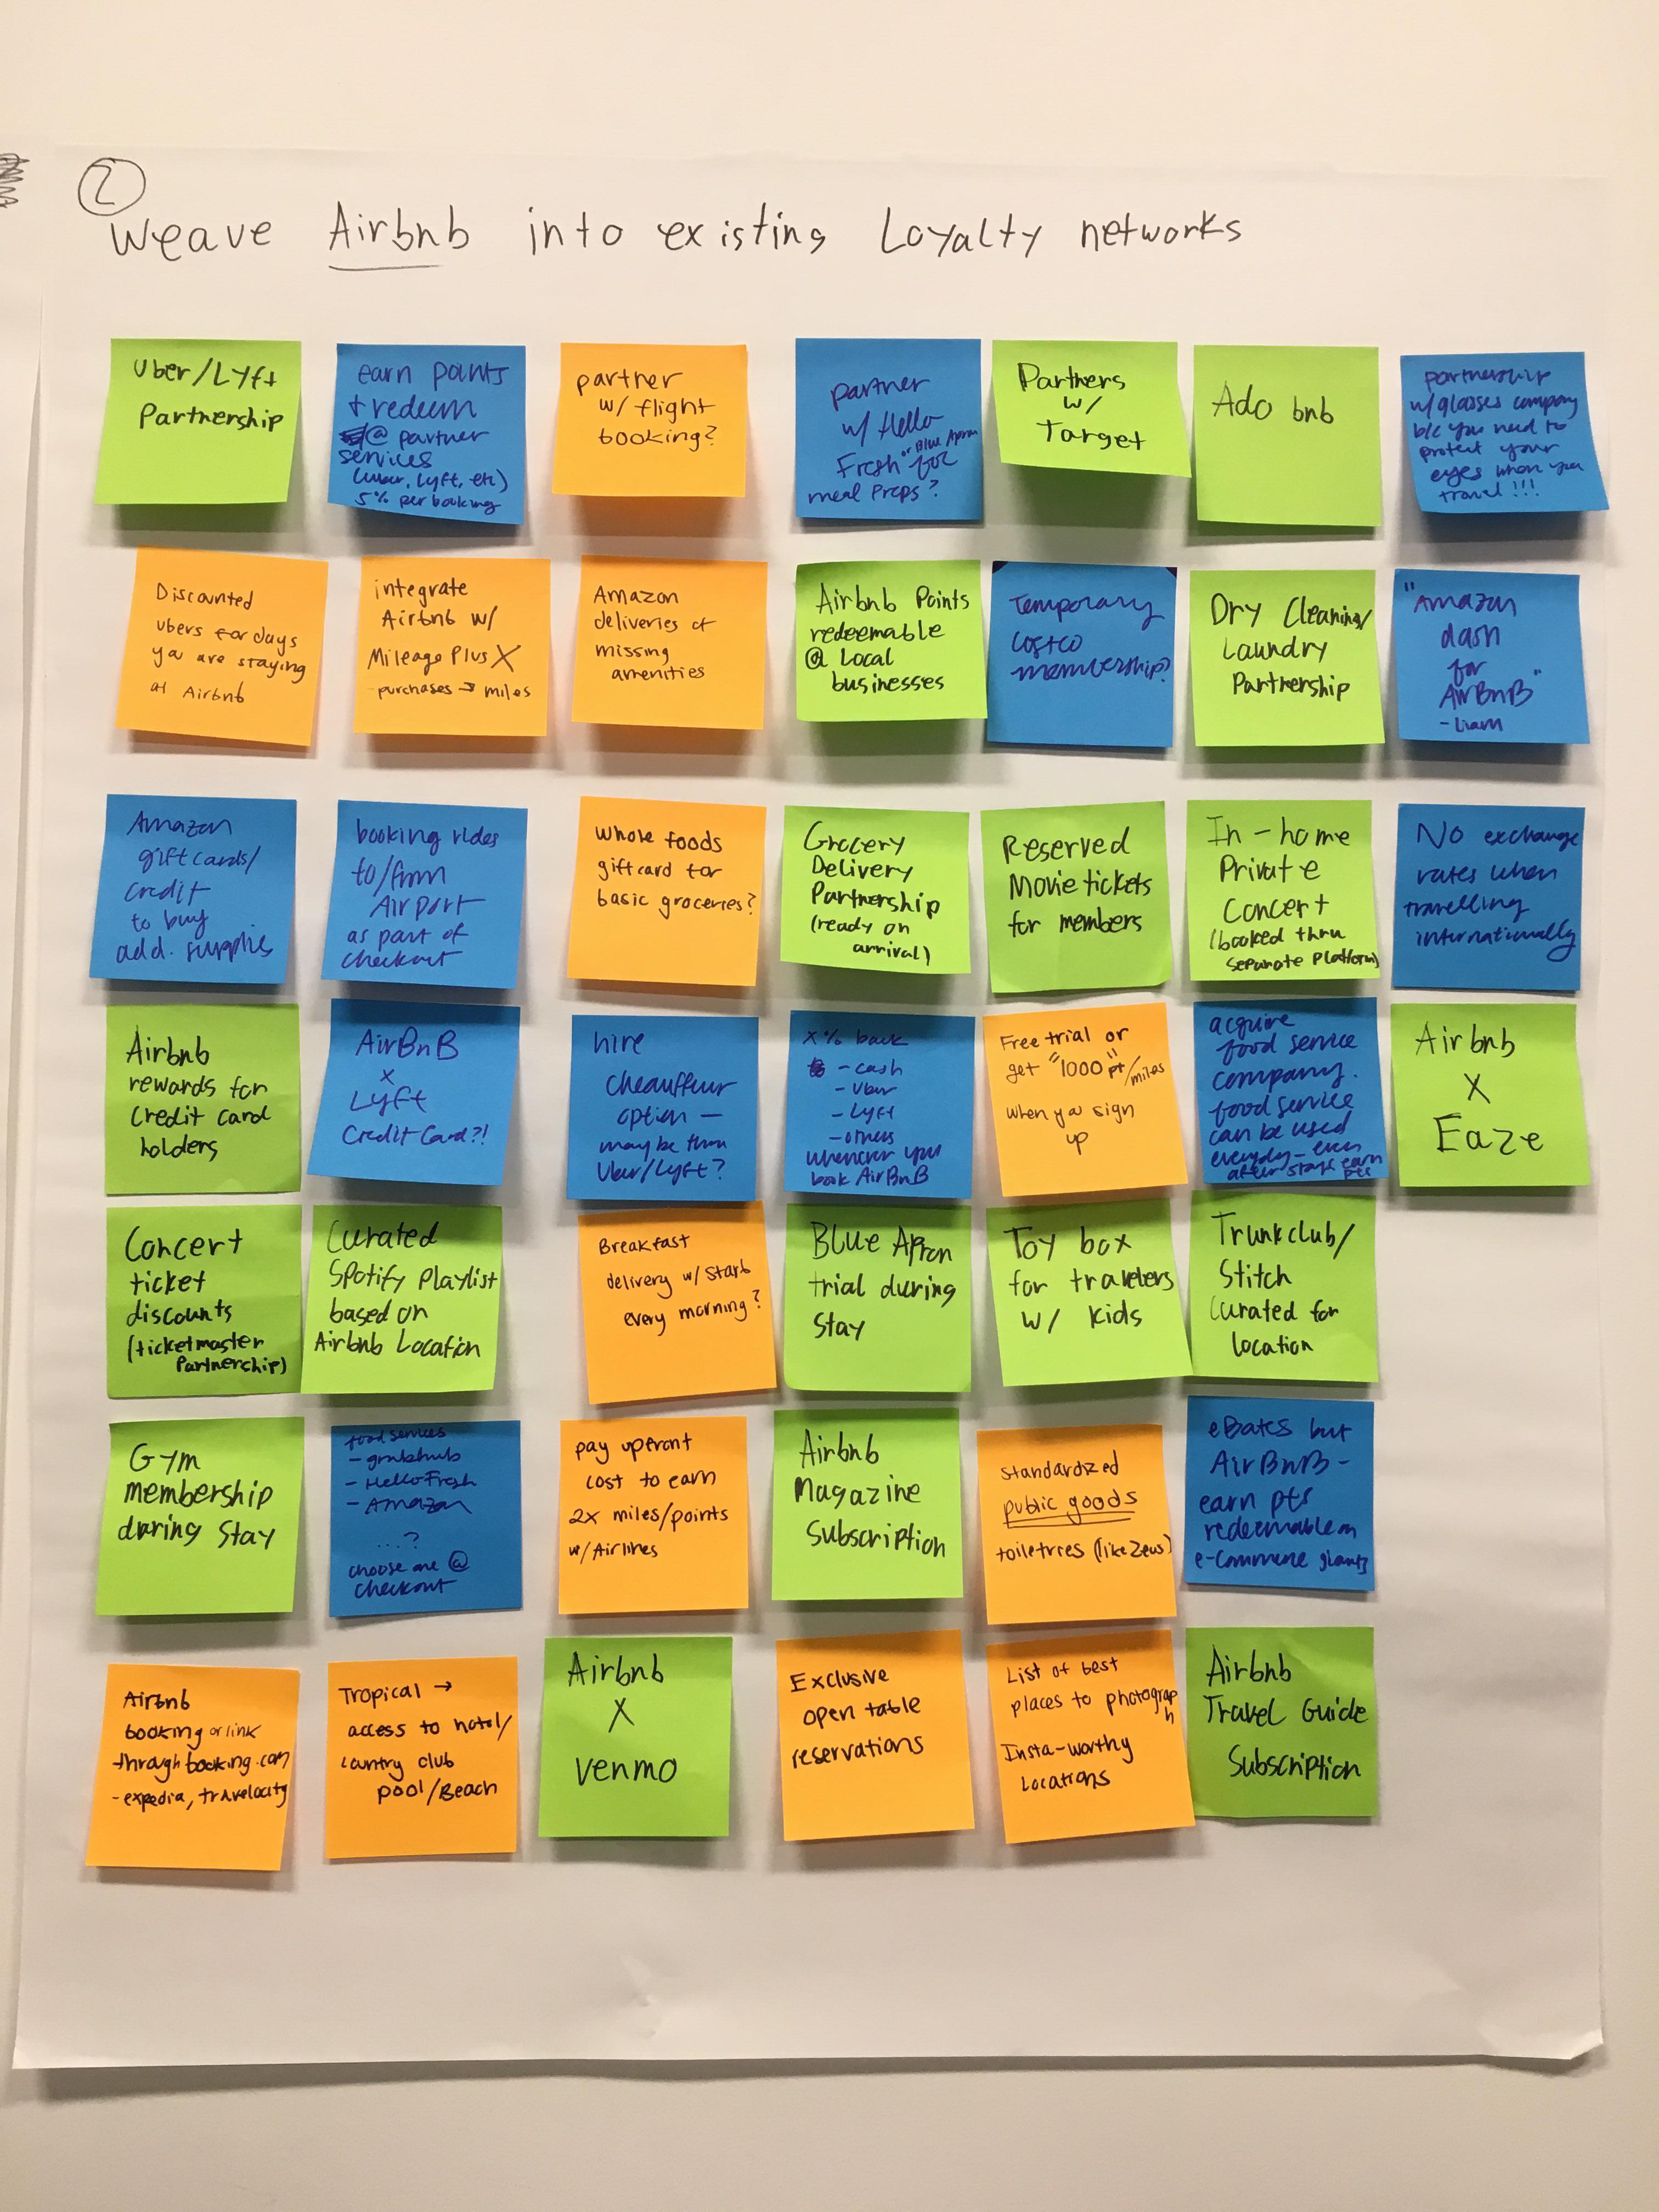 2
Weave Airbnb into existing Loyalty networks
Uber/Lyft
Partnership
earn points
+ redeem
@ partner
services
(uber, Lyft, etc)
5% per booking
partner
w/ flight
booking?
partner
w/ Hello
Fresh or Blue Apron
for
meal Preps?
Partners
w/
Target
Ado bnb
partnership
w/glasses company
b/c you need to
protect your
eyes when you
travel!!!
Discounted
ubers for days
you are staying
at Airbnb
integrate
Airbnb w/
Mileage Plus X
purchases → miles
Amazon
deliveries of
missing
amenities
Airbnb Points
redeemable
@ Local
businesses
Temporary
costco
membership?
Dry Cleaning/
Laundry
Partnership
"Amazon
dash
for
AirBnB"
- Liam
Amazon
giftcards/
credit
to buy
add. supplies
booking rides
to/from
Airport
as part of
checkout
Whole foods
giftcard for
basic groceries?
Grocery
Delivery
Partnership
(ready on
arrival)
Reserved
Movie tickets
for members
In-home
Private
Concert
(booked thru
separate platform)
No exchange
rates when
travelling
internationally
Airbnb
rewards for
Credit Card
holders
AirBnB
x
Lyft
Credit Card?!
hire
cheauffeur
option —
maybe thru
Uber/Lyft?
X% back
- cash
- Uber
- Lyft
- others
whenever you
book AirBnB
Free trial or
get "1000" pt/miles
when you sign
up
acquire
food service
company.
food service
can be used
everyday - even
after stays earn
pts
Airbnb
X
Eaze
Concert
ticket
discounts
(ticketmaster
Partnership)
Curated
Spotify Playlist
based on
Airbnb Location
Breakfast
delivery w/ Starb
every morning?
Blue Apron
trial during
Stay
Toy box
for travelers
w/ kids
Trunkclub/
Stitch
Curated for
location
Gym
membership
during Stay
food services
- grubhub
- Hello Fresh
- Amazon
...?
choose one @
checkout
pay upfront
cost to earn
2x miles/points
w/Airlines
Airbnb
Magazine
Subscription
Standardized
public goods
toiletries (like Zeus)
eBates but
AirBnB -
earn pts
redeemable on
e-commerce giants
Airbnb
booking or link
through booking.com
- expedia, travelocity
Tropical →
access to hotel/
country club
pool/Beach
Airbnb
X
Venmo
Exclusive
open table
reservations
List of best
places to photograph
Insta-worthy
Locations
Airbnb
Travel Guide
Subscription